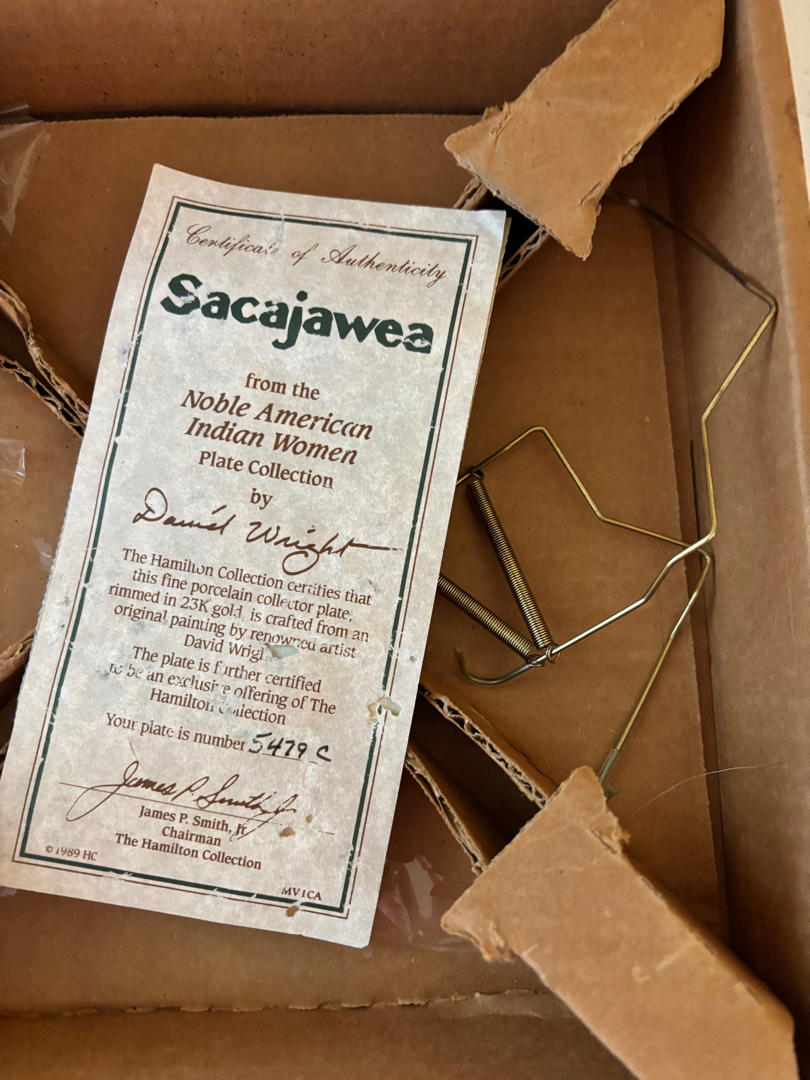 Certificate of Authenticity
Sacajawea
from the
Noble American
Indian Women
Plate Collection
by
David Wright
The Hamilton Collection certifies that
this fine porcelain collector plate,
rimmed in 23K gold, is crafted from an
original painting by renowned artist
David Wrigl
The plate is further certified
to be an exclusive offering of The
Hamilton Collection
Your plate is number 5479 C
James P. Smith Jr
James P. Smith, Jr
Chairman
The Hamilton Collection
© 1989 HC
MV1CA